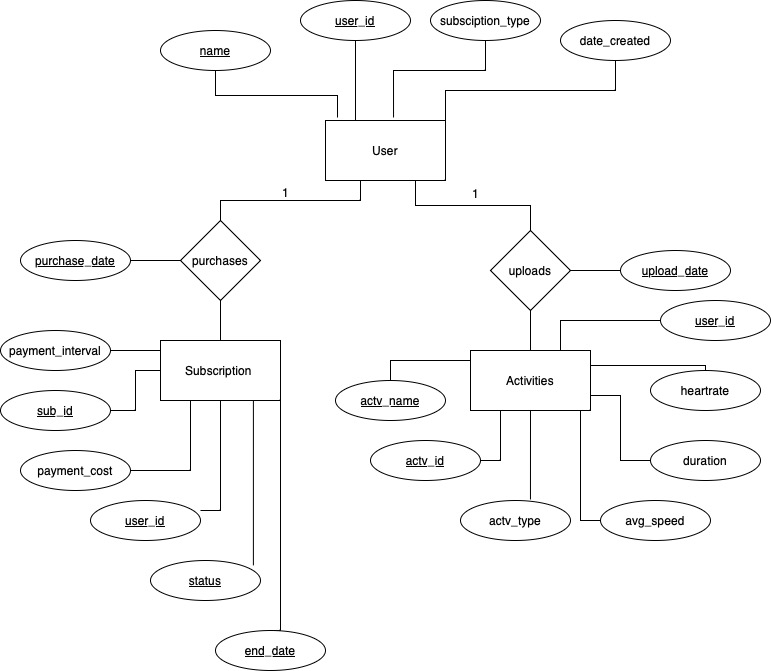 user_id
subsciption_type
name
date_created
User
1
1
purchase_date
purchases
uploads
upload_date
user_id
payment_interval
Subscription
Activities
heartrate
sub_id
actv_name
payment_cost
actv_id
duration
user_id
actv_type
avg_speed
status
end_date